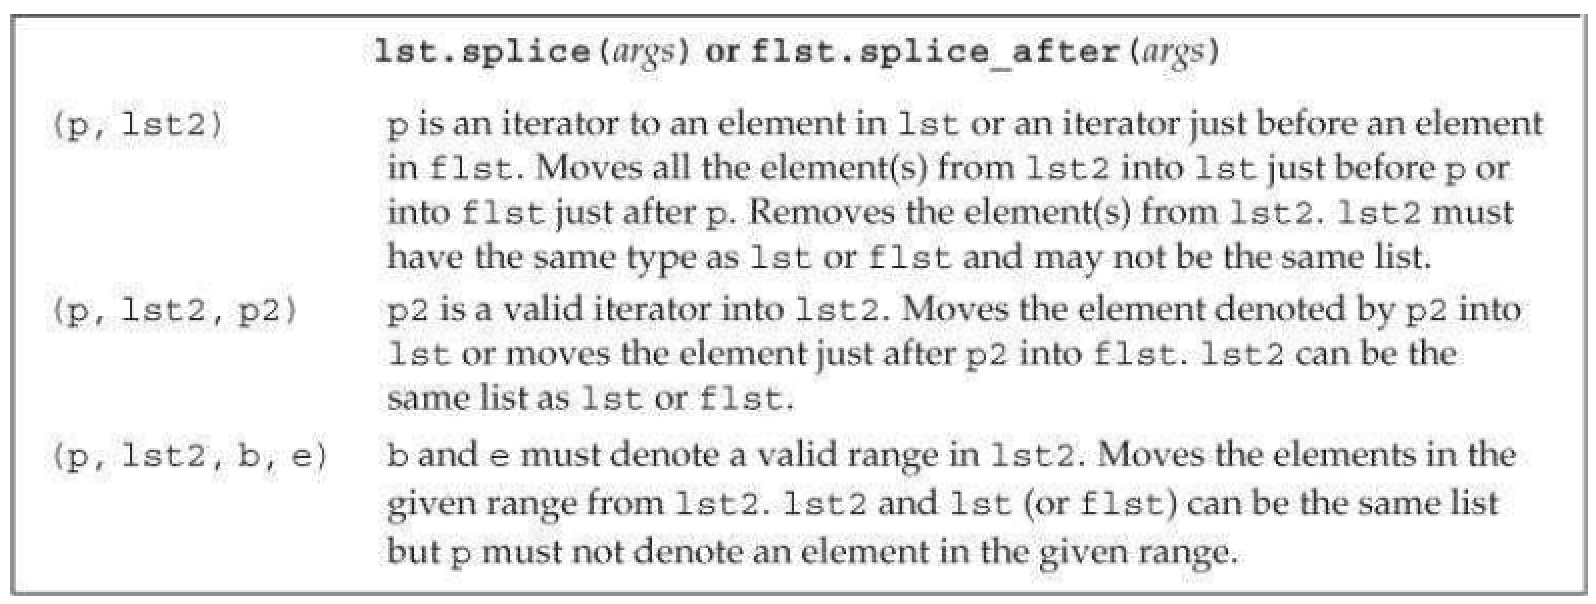 lst.splice(args) or flst.splice_after(args)
(p, lst2) p is an iterator to an element in lst or an iterator just before an element
in flst. Moves all the element(s) from lst2 into lst just before p or
into flst just after p. Removes the element(s) from lst2. lst2 must
have the same type as lst or flst and may not be the same list.
(p, lst2, p2) p2 is a valid iterator into lst2. Moves the element denoted by p2 into
lst or moves the element just after p2 into flst. lst2 can be the
same list as lst or flst.
(p, lst2, b, e) b and e must denote a valid range in lst2. Moves the elements in the
given range from lst2. lst2 and lst (or flst) can be the same list
but p must not denote an element in the given range.